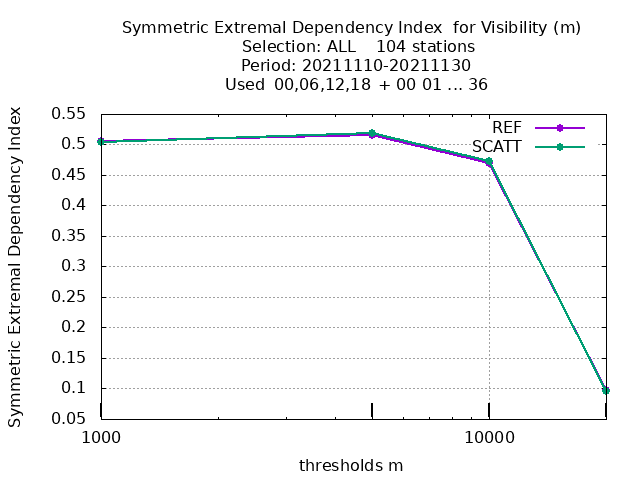 Symmetric Extremal Dependency Index for Visibility (m)
Selection: ALL 104 stations
Period: 20211110-20211130
Used 00,06,12,18 + 00 01 ... 36
Symmetric Extremal Dependency Index
0.55
0.5
0.45
0.4
0.35
0.3
0.25
0.2
0.15
0.1
0.05
REF
SCATT
1000
10000
thresholds m